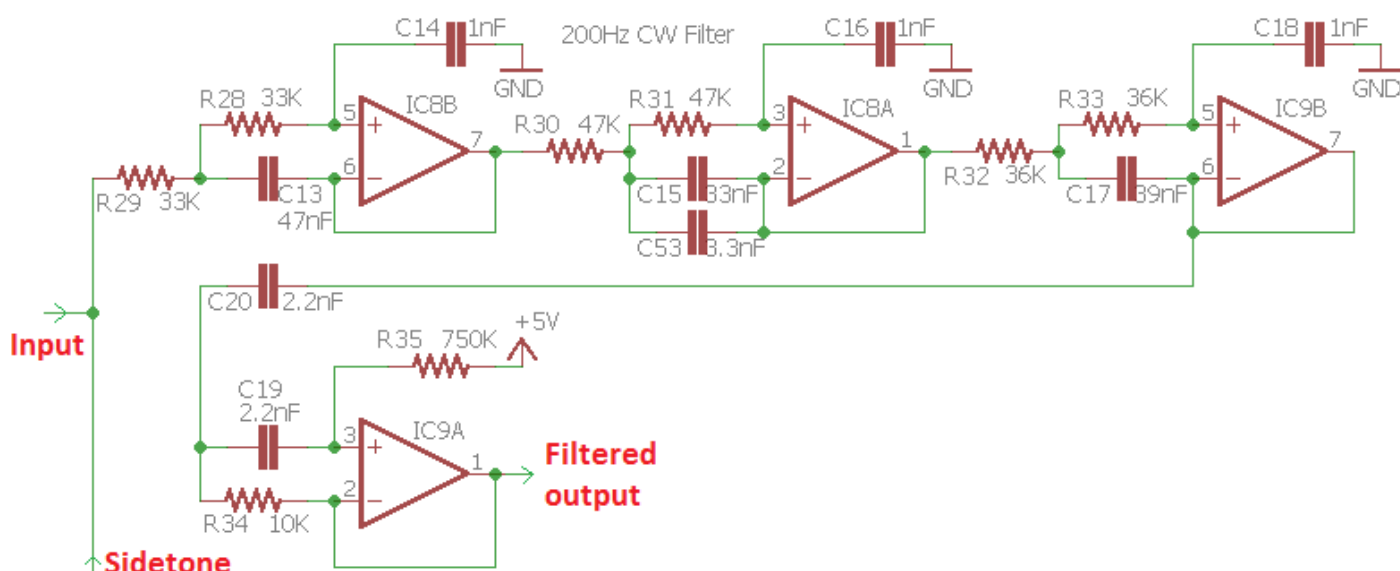 C14 1nF
200Hz CW Filter
C16 1nF
C18 1nF
GND
GND
GND
R28 33K
IC8B
R31 47K
IC8A
R33 36K
IC9B
5
7
R30 47K
3
1
5
7
6
2
6
R29 33K
C13
47nF
C15 33nF
R32 36K
C17 39nF
C53 3.3nF
C20 2.2nF
Input
R35 750K
+5V
C19
2.2nF
IC9A
3
1
Filtered
output
2
R34 10K
Sidetone